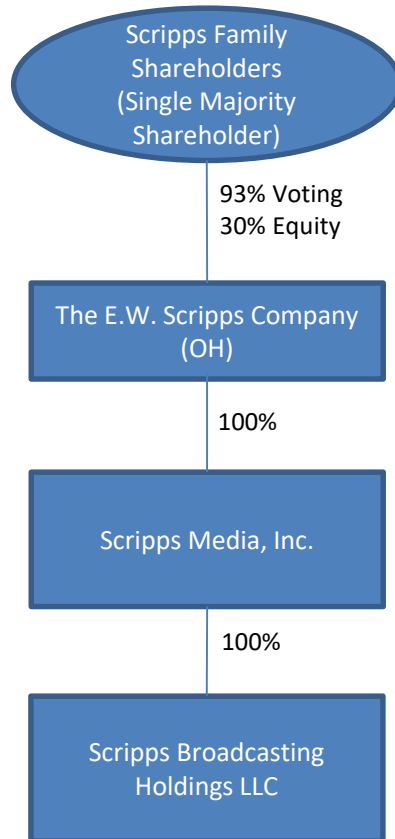 Scripps Family
Shareholders
(Single Majority
Shareholder)
93% Voting
30% Equity
The E.W. Scripps Company
(OH)
100%
Scripps Media, Inc.
100%
Scripps Broadcasting
Holdings LLC